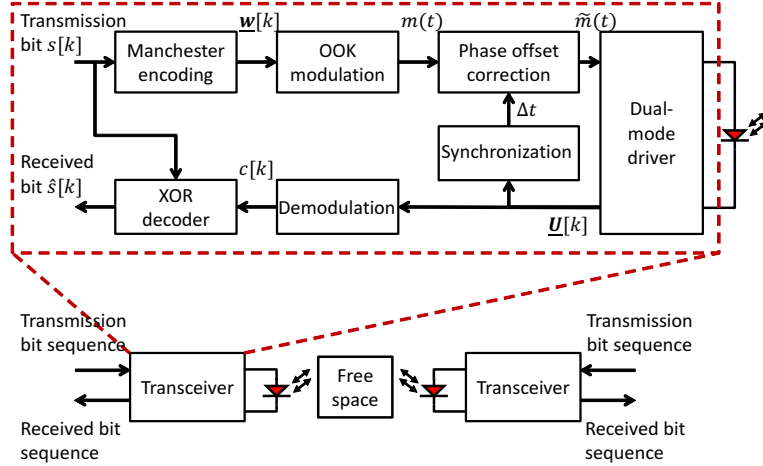 Transmission
bit s[k]
Manchester
encoding
w[k]
OOK
modulation
m(t)
Phase offset
correction
m̃(t)
Dual-
mode
driver
Δt
Synchronization
Received
bit ŝ[k]
XOR
decoder
c[k]
Demodulation
U[k]
Transmission
bit sequence
Transceiver
Received bit
sequence
Free
space
Transmission
bit sequence
Transceiver
Received bit
sequence